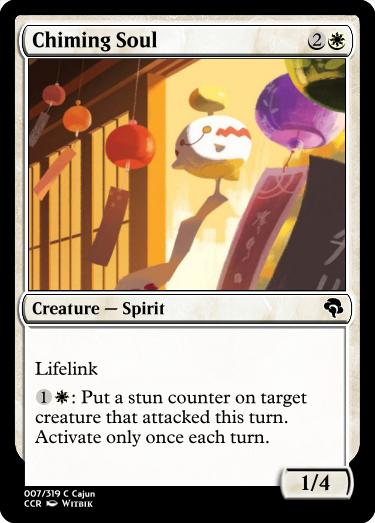 Chiming Soul 2
Creature — Spirit
Lifelink
1: Put a stun counter on target
creature that attacked this turn.
Activate only once each turn.
1/4
007/319 C Cajun
CCR Witbik